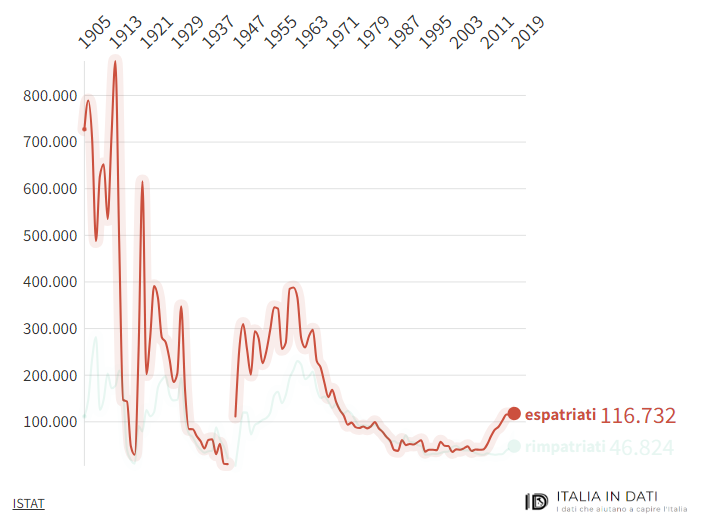 1905 1913 1921 1929 1937 1947 1955 1963 1971 1979 1987 1995 2003 2011 2019
800.000
700.000
600.000
500.000
400.000
300.000
200.000
100.000
espatriati 116.732
rimpatriati 46.824
ISTAT
ID ITALIA IN DATI
I dati che aiutano a capire l'Italia